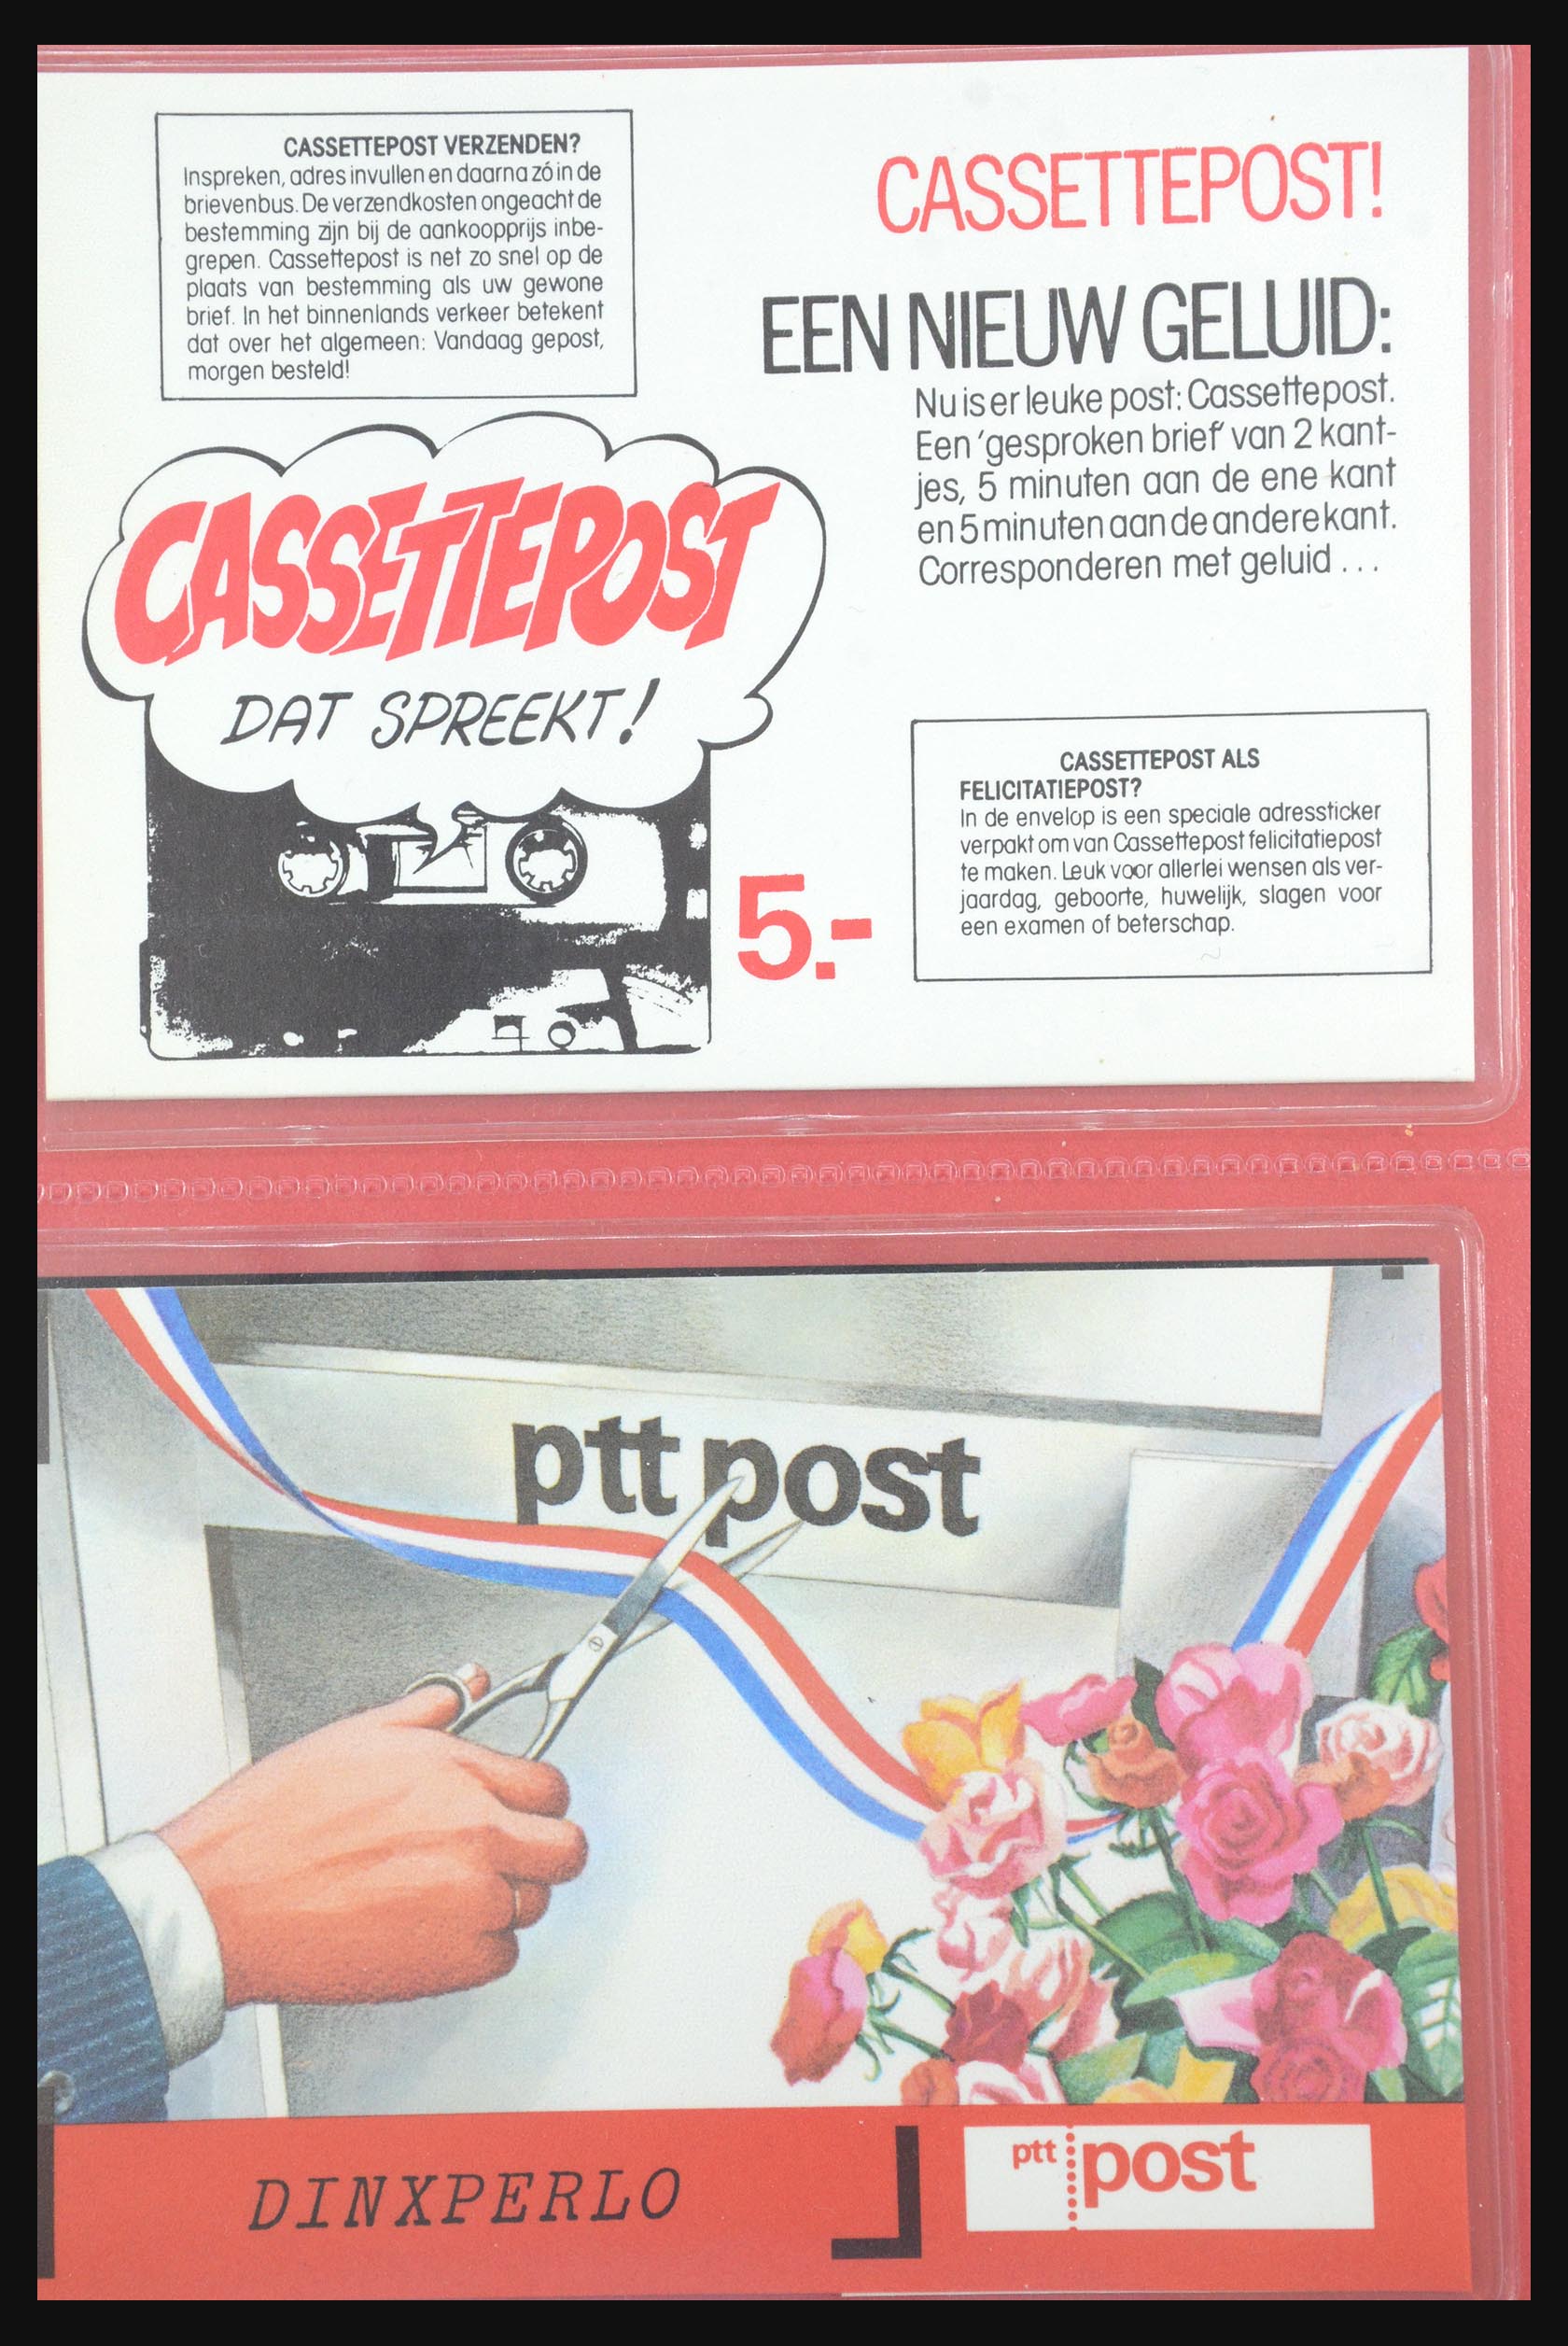 CASSETTEPOST VERZENDEN?
Inspreken, adres invullen en daarna zó in de
brievenbus. De verzendkosten ongeacht de
bestemming zijn bij de aankoopprijs inbe-
grepen. Cassettepost is net zo snel op de
plaats van bestemming als uw gewone
brief. In het binnenlands verkeer betekent
dat over het algemeen: Vandaag gepost,
morgen besteld!
CASSETTEPOST
DAT SPREEKT!
5.-
CASSETTEPOST!
EEN NIEUW GELUID:
Nu is er leuke post: Cassettepost.
Een 'gesproken brief' van 2 kant-
jes, 5 minuten aan de ene kant
en 5 minuten aan de andere kant.
Corresponderen met geluid . . .
CASSETTEPOST ALS
FELICITATIEPOST?
In de envelop is een speciale adressticker
verpakt om van Cassettepost felicitatiepost
te maken. Leuk voor allerlei wensen als ver-
jaardag, geboorte, huwelijk, slagen voor
een examen of beterschap.
ptt post
DINXPERLO
ptt post